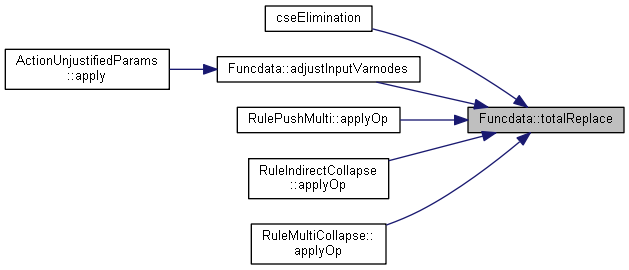 cseElimination
ActionUnjustifiedParams
::apply
Funcdata::adjustInputVarnodes
Funcdata::totalReplace
RulePushMulti::applyOp
RuleIndirectCollapse
::applyOp
RuleMultiCollapse::
applyOp